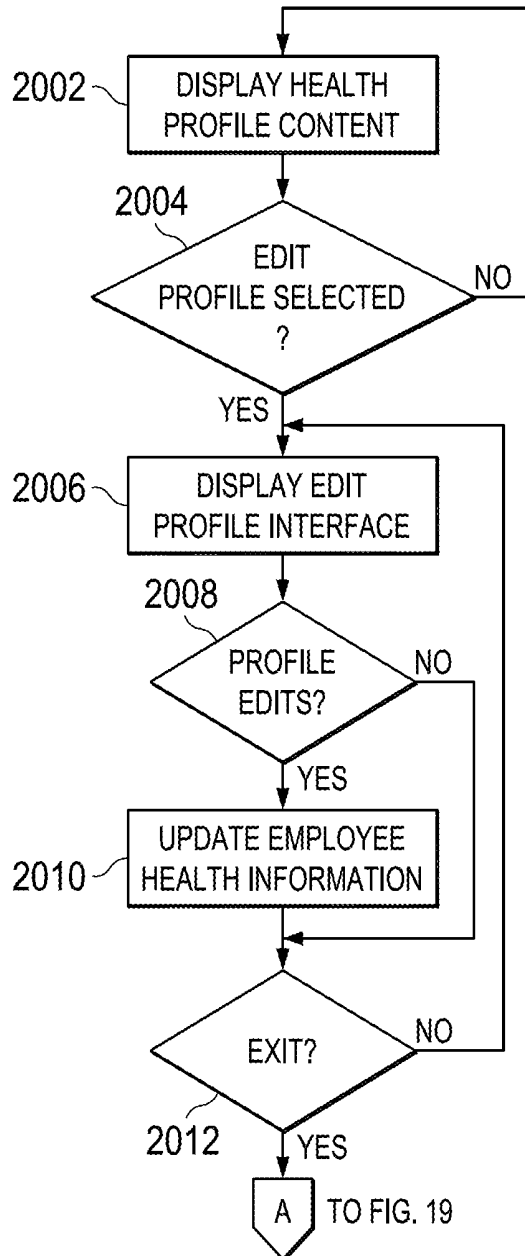 2002
DISPLAY HEALTH
PROFILE CONTENT
2004
EDIT
PROFILE SELECTED
?
NO
YES
2006
DISPLAY EDIT
PROFILE INTERFACE
2008
PROFILE
EDITS?
NO
YES
2010
UPDATE EMPLOYEE
HEALTH INFORMATION
EXIT?
NO
2012
YES
A
TO FIG. 19